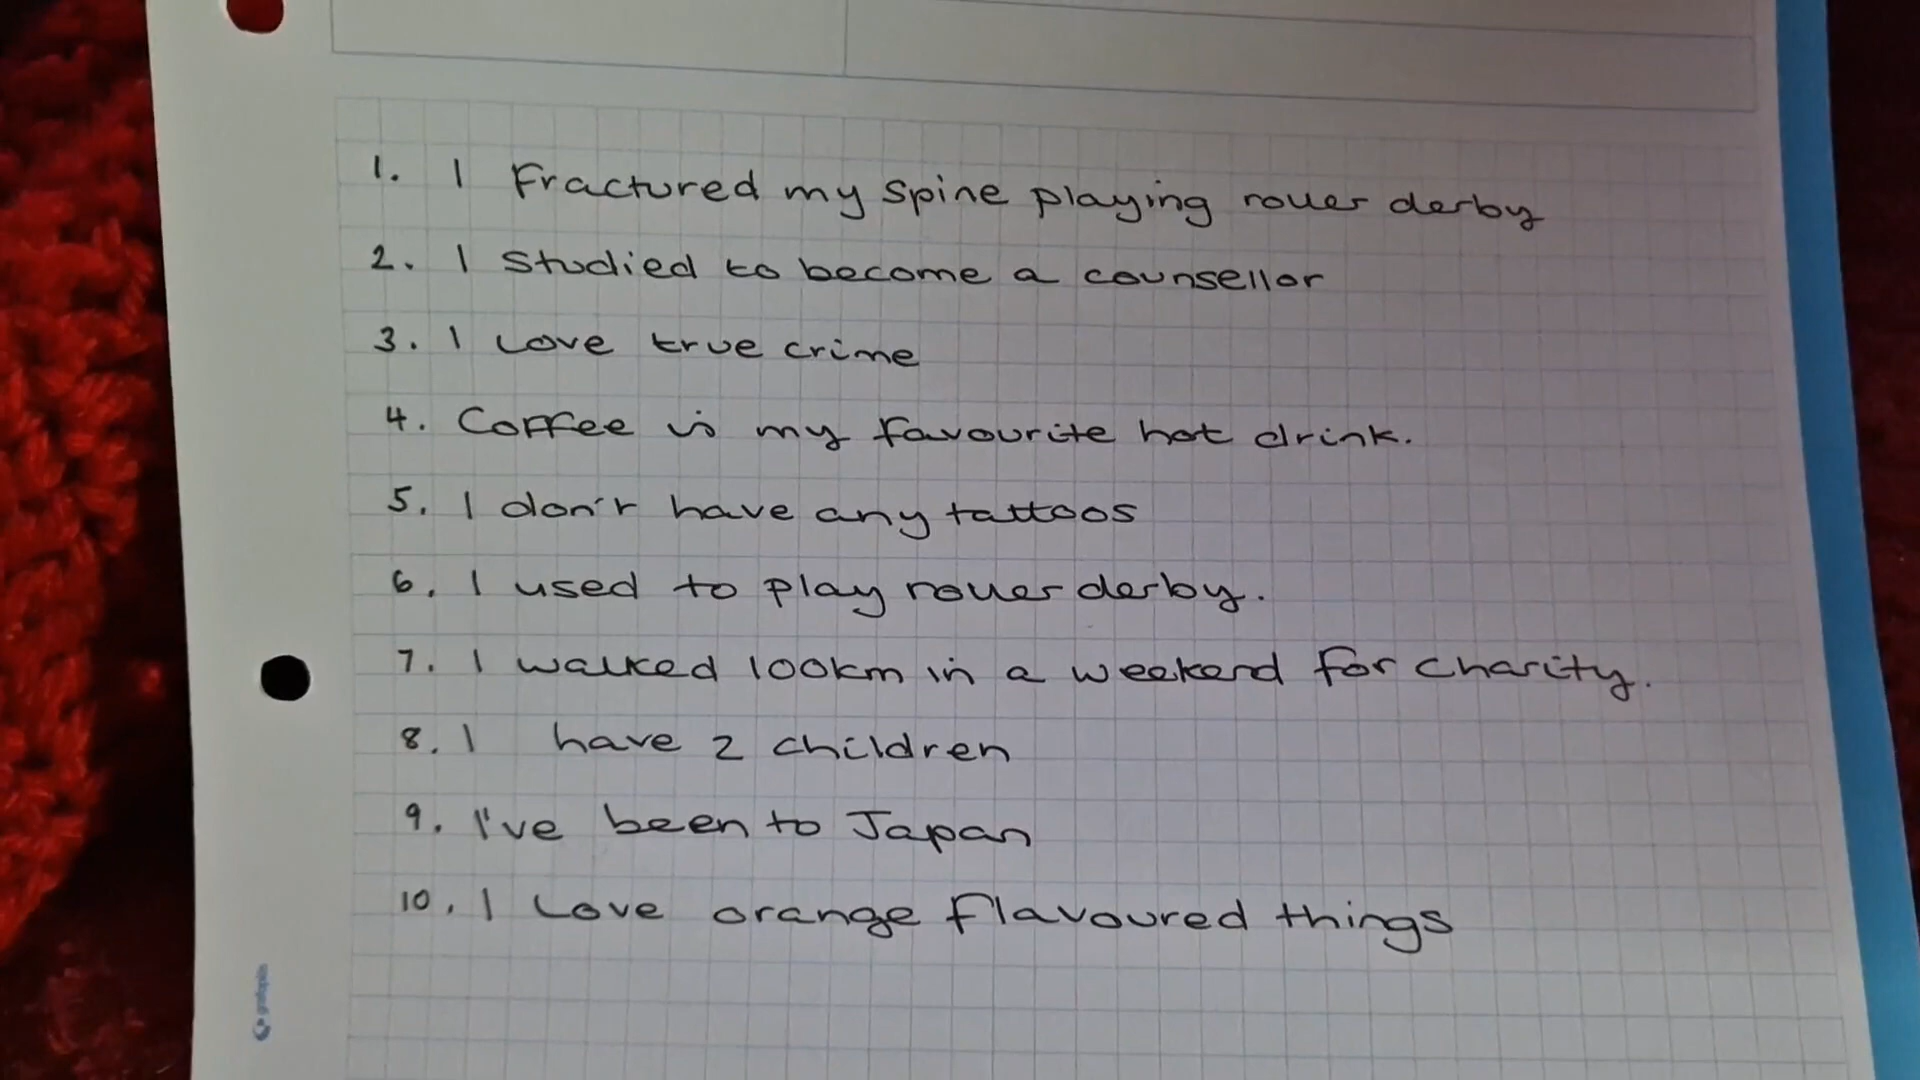 1. I Fractured my spine playing roller derby
2. I studied to become a counsellor
3. I Love true crime
4. Coffee is my favourite hot drink.
5. I don't have any tattoos
6. I used to play roller derby.
7. I walked 100km in a weekend for charity.
8. I have 2 children
9. I've been to Japan
10. I Love orange flavoured things